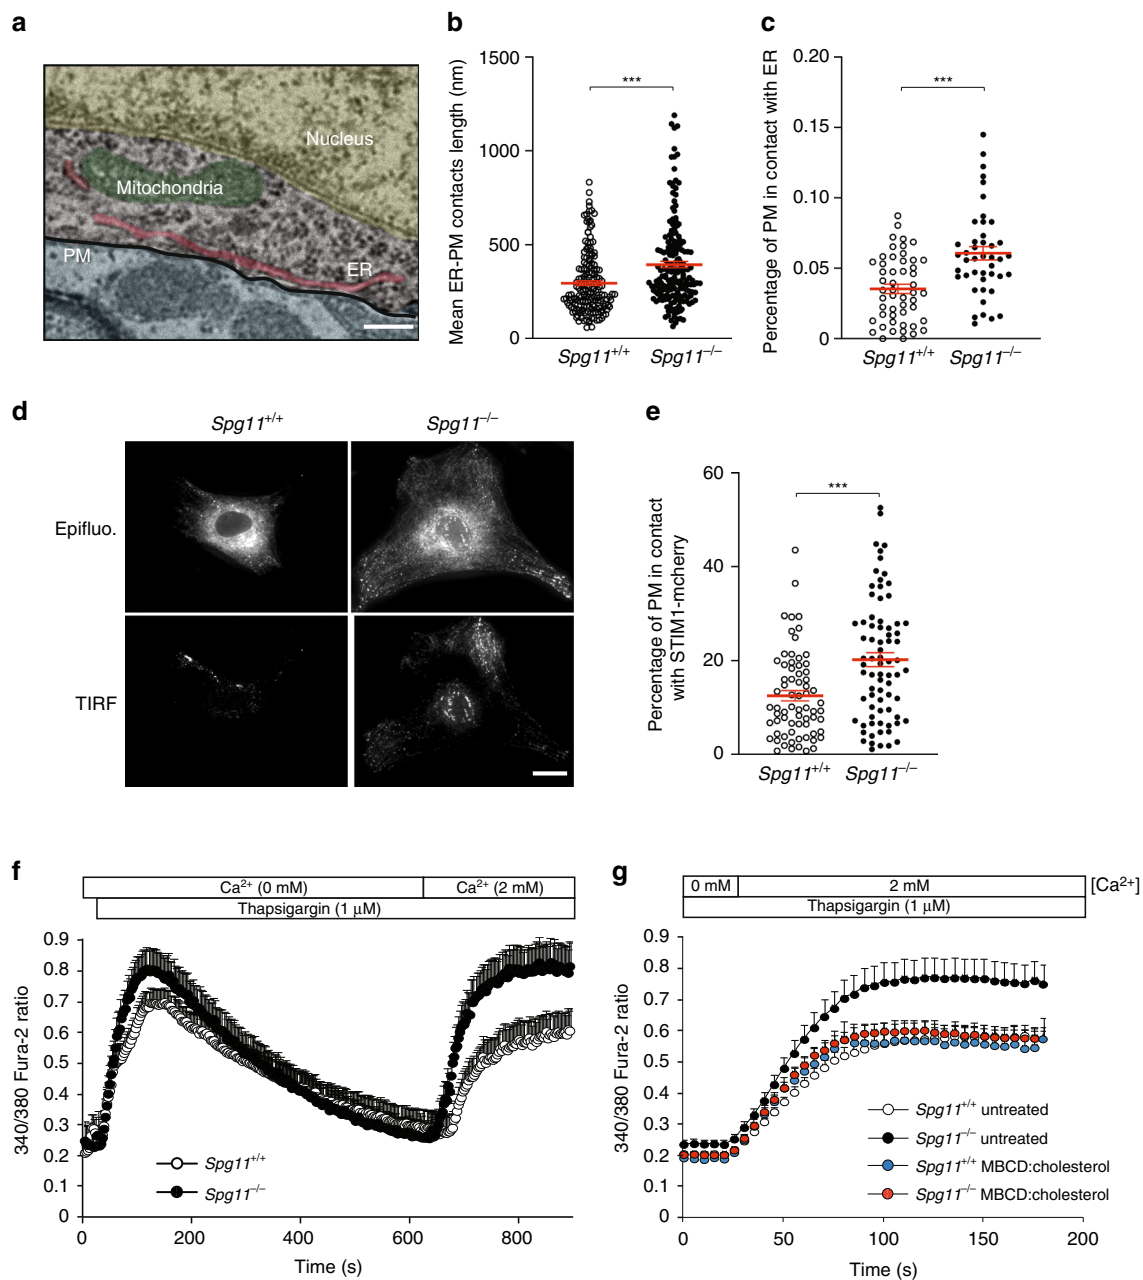 a
Nucleus
Mitochondria
PM
ER
b
Mean ER-PM contacts length (nm)
1500
1000
500
0
***
Spg11+/+
Spg11–/–
c
Percentage of PM in contact with ER
0.20
0.15
0.10
0.05
0
***
Spg11+/+
Spg11–/–
d
Spg11+/+
Spg11–/–
Epifluo.
TIRF
e
Percentage of PM in contact
with STIM1-mcherry
60
40
20
0
***
Spg11+/+
Spg11–/–
f
Ca2+ (0 mM)
Ca2+ (2 mM)
Thapsigargin (1 μM)
340/380 Fura-2 ratio
0.9
0.8
0.7
0.6
0.5
0.4
0.3
0.2
0.1
0
Spg11+/+
Spg11–/–
0 200 400 600 800
Time (s)
g
0 mM
2 mM
[Ca2+]
Thapsigargin (1 μM)
340/380 Fura-2 ratio
0.9
0.8
0.7
0.6
0.5
0.4
0.3
0.2
0.1
0
Spg11+/+ untreated
Spg11–/– untreated
Spg11+/+ MBCD:cholesterol
Spg11–/– MBCD:cholesterol
0 50 100 150 200
Time (s)